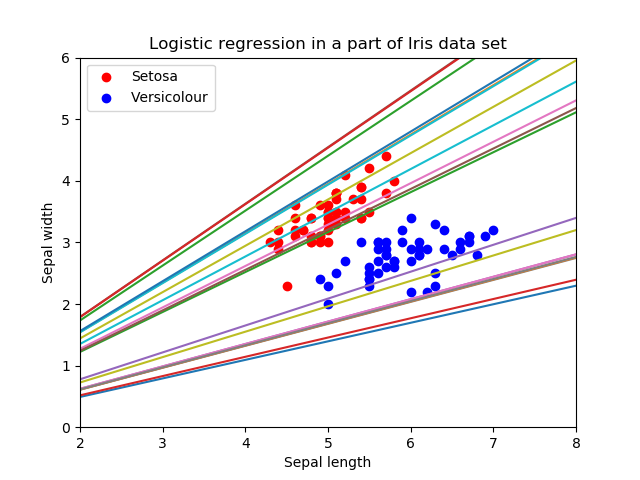 Logistic regression in a part of Iris data set
Setosa
Versicolour
6
5
4
3
2
1
0
Sepal width
2
3
4
5
6
7
8
Sepal length